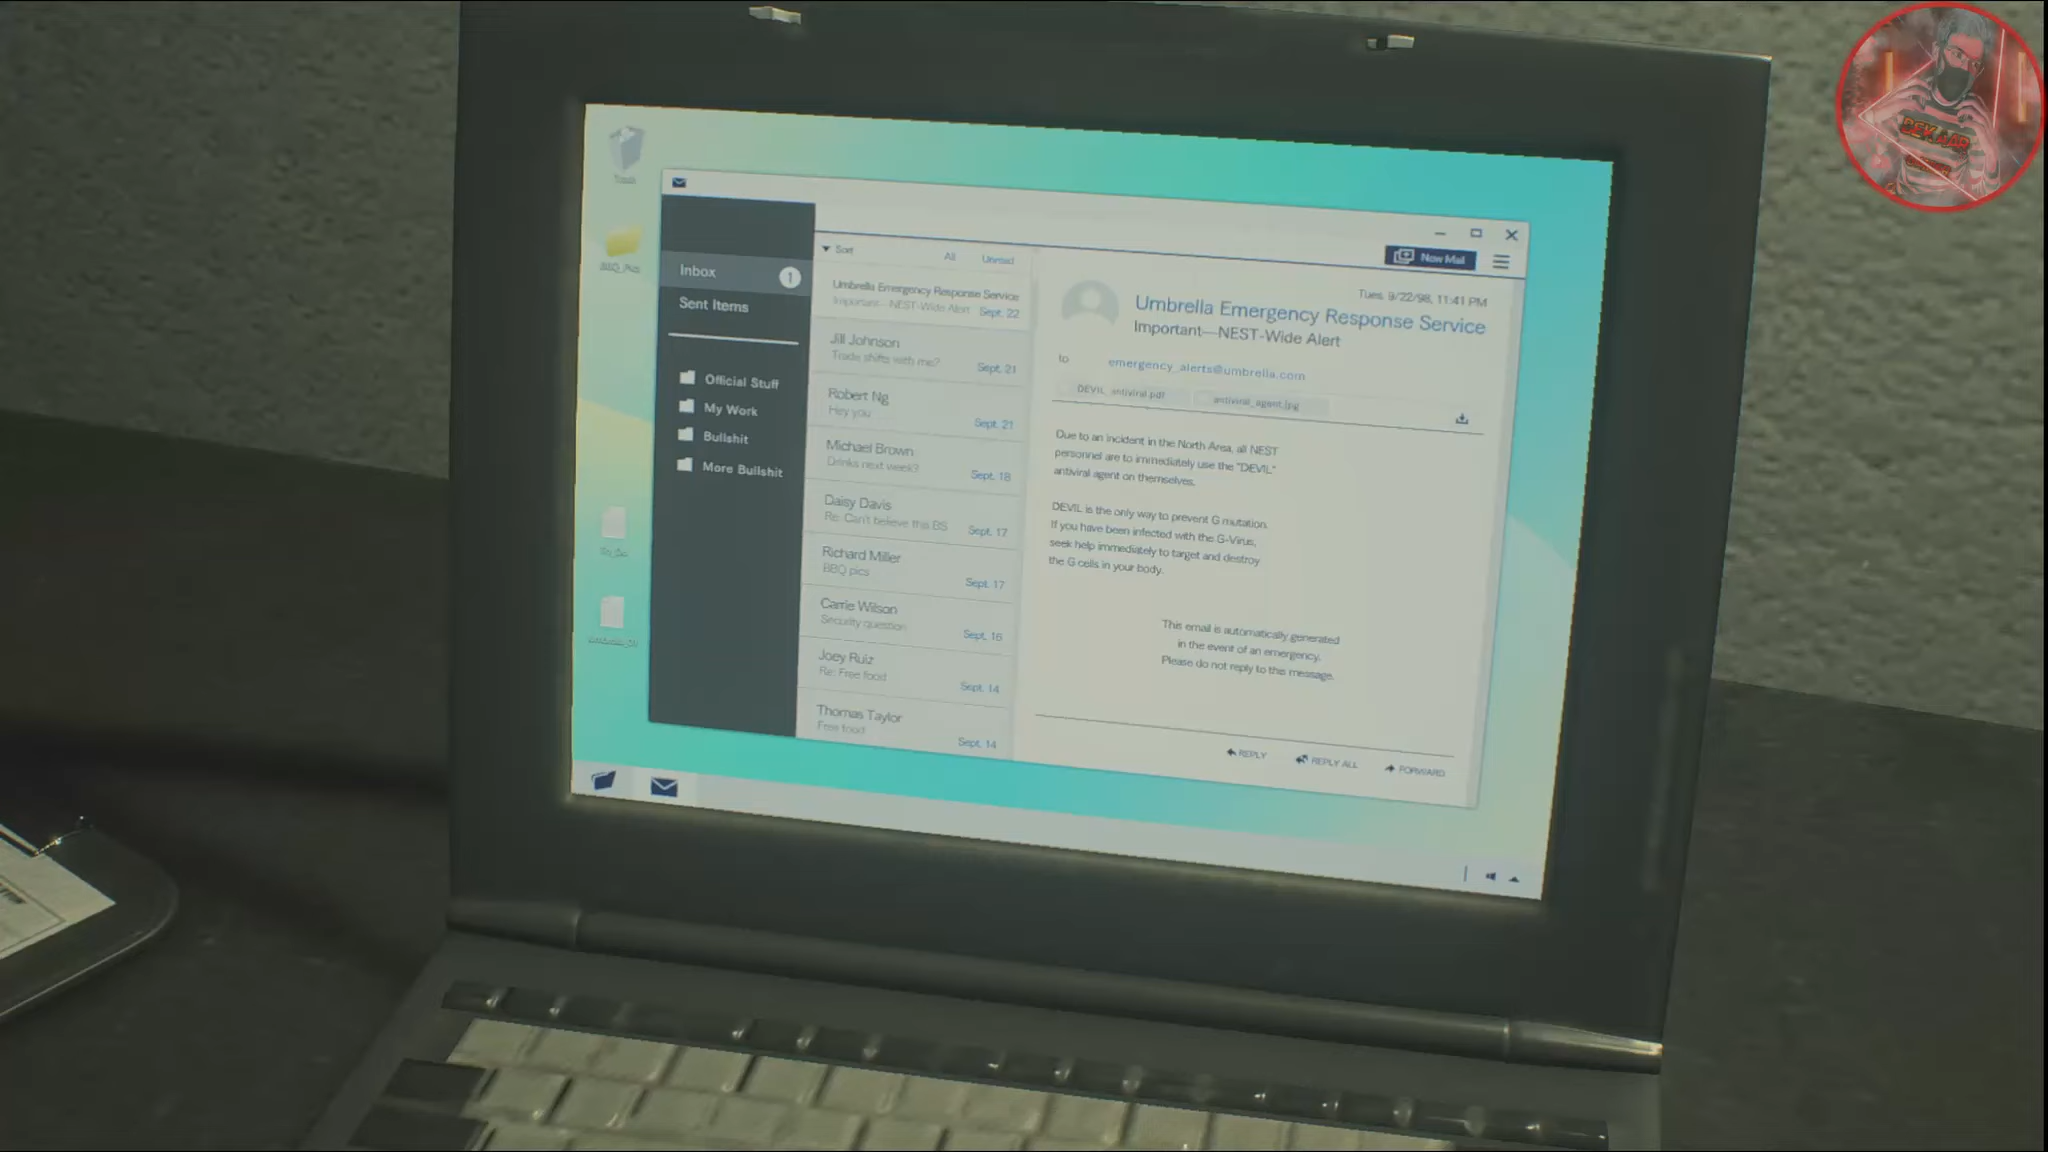 Trash
BBQ_Pics
To_Do
Inbox
1
Sent Items
Official Stuff
My Work
Bullshit
More Bullshit
Sort
All
Unread
Umbrella Emergency Response Service
Important—NEST-Wide Alert
Sept. 22
Jill Johnson
Trade shifts with me?
Sept. 21
Robert Ng
Hey you
Sept. 21
Michael Brown
Drinks next week?
Sept. 18
Daisy Davis
Re: Can't believe this BS
Sept. 17
Richard Miller
BBQ pics
Sept. 17
Carrie Wilson
Security question
Sept. 16
Joey Ruiz
Re: Free food
Sept. 14
Thomas Taylor
Free food
Sept. 14
New Mail
Tues. 9/22/98, 11:41 PM
Umbrella Emergency Response Service
Important—NEST-Wide Alert
to
emergency_alerts@umbrella.com
DEVIL_antiviral.pdf
antiviral_agent.jpg
Due to an incident in the North Area, all NEST
personnel are to immediately use the "DEVIL"
antiviral agent on themselves.
DEVIL is the only way to prevent G mutation.
If you have been infected with the G-Virus,
seek help immediately to target and destroy
the G cells in your body.
This email is automatically generated
in the event of an emergency.
Please do not reply to this message.
REPLY
REPLY ALL
FORWARD